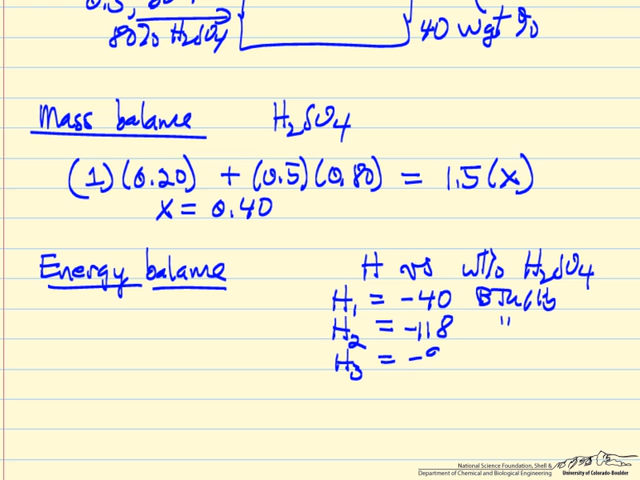 80% H2SO4
40 wgt %
Mass balance H2SO4
(1)(0.20) + (0.5)(0.80) = 1.5(x)
x = 0.40
Energy balance H vs wt% H2SO4
H1 = -40 BTU/lb
H2 = -118 "
H3 = -
National Science Foundation, Shell &
Department of Chemical and Biological Engineering
University of Colorado-Boulder